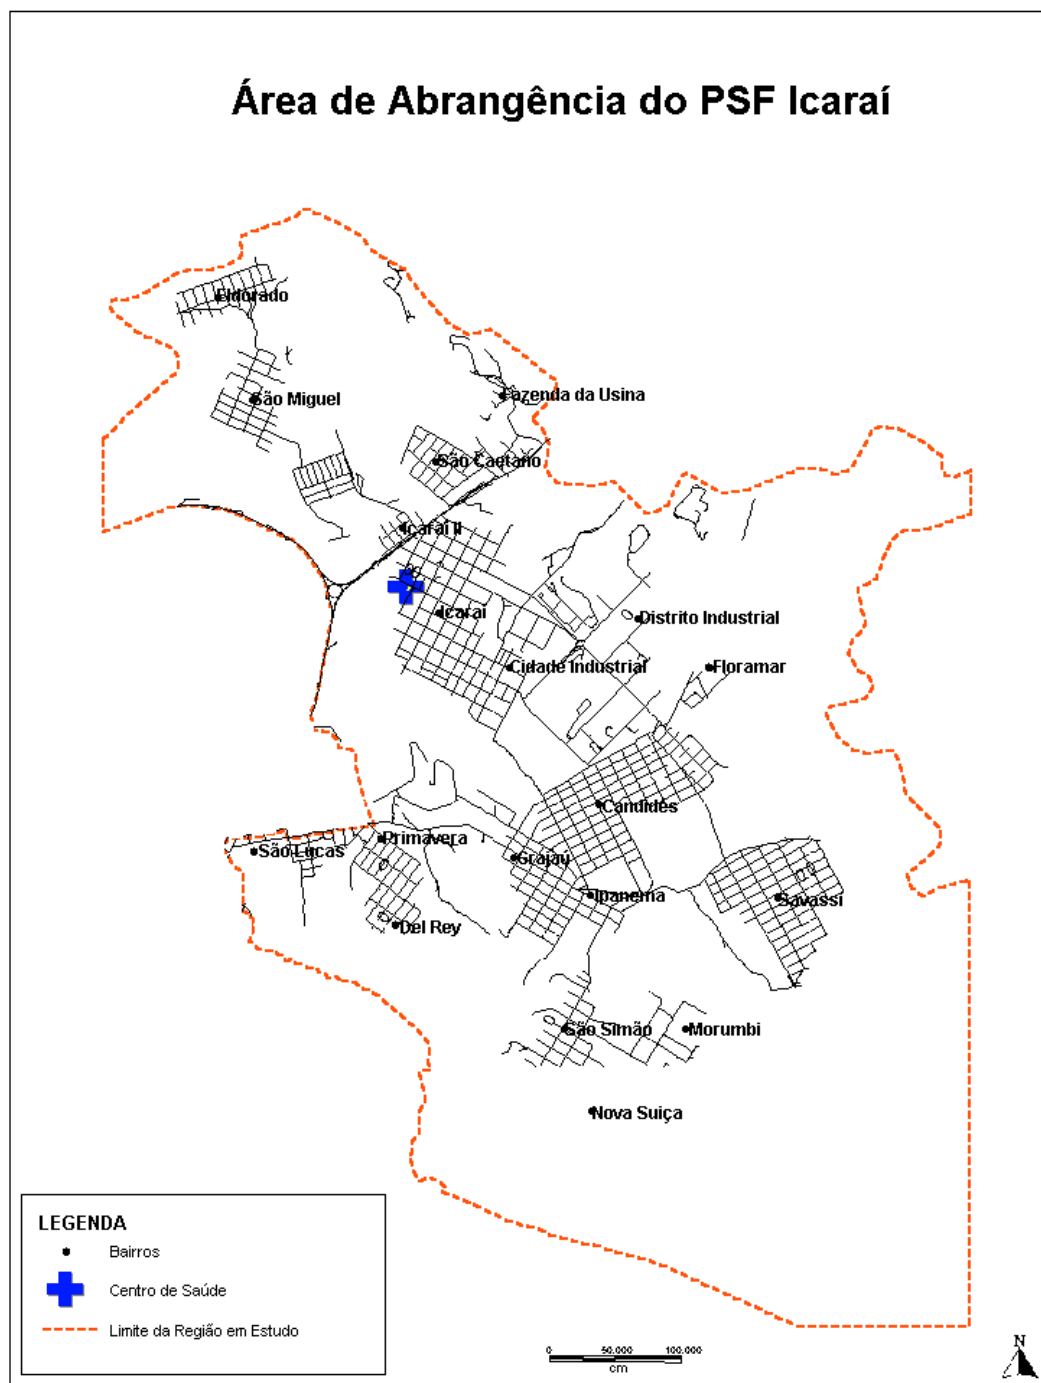 Área de Abrangência do PSF Icaraí
Eldorado
São Miguel
Fazenda da Usina
São Caetano
Icaraí II
Icaraí
Distrito Industrial
Cidade Industrial
Floramar
Candides
Primavera
São Lucas
Grajaú
Ipanema
Savassi
Del Rey
São Simão
Morumbi
Nova Suiça
LEGENDA
Bairros
Centro de Saúde
Limite da Região em Estudo
0 50.000 100.000
cm
N